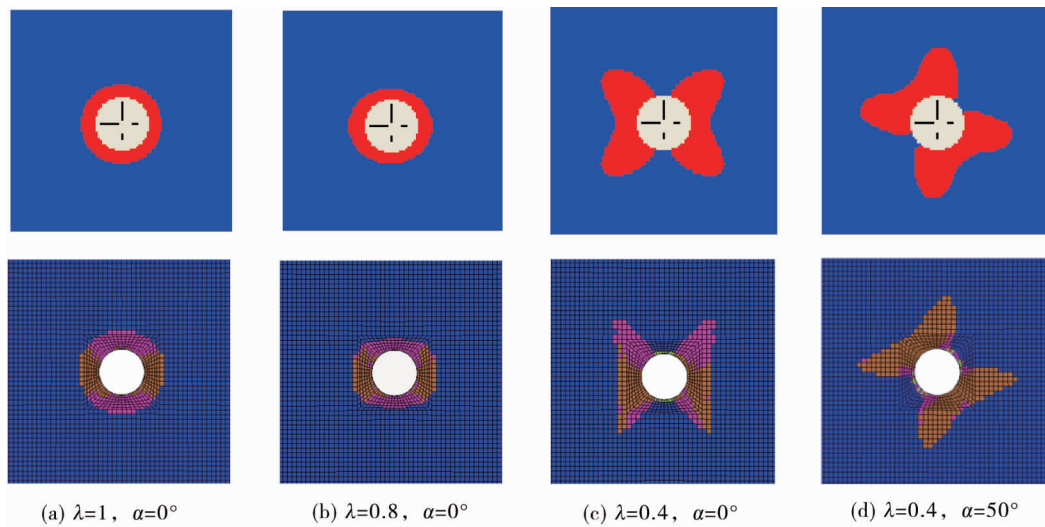 (a) λ=1， α=0°
(b) λ=0.8， α=0°
(c) λ=0.4， α=0°
(d) λ=0.4， α=50°